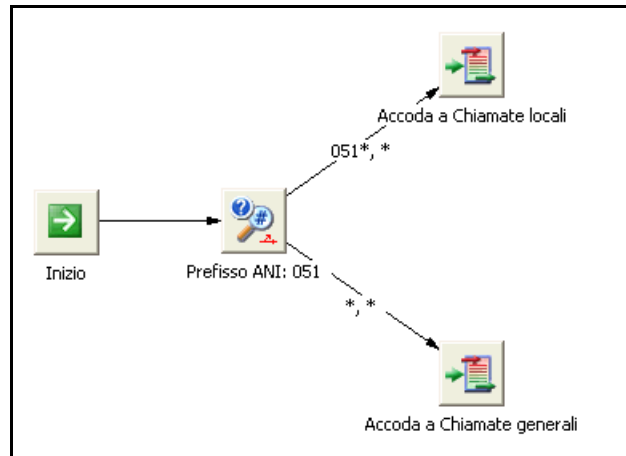 Accoda a Chiamate locali
051*, *
Inizio
Prefisso ANI: 051
*, *
Accoda a Chiamate generali